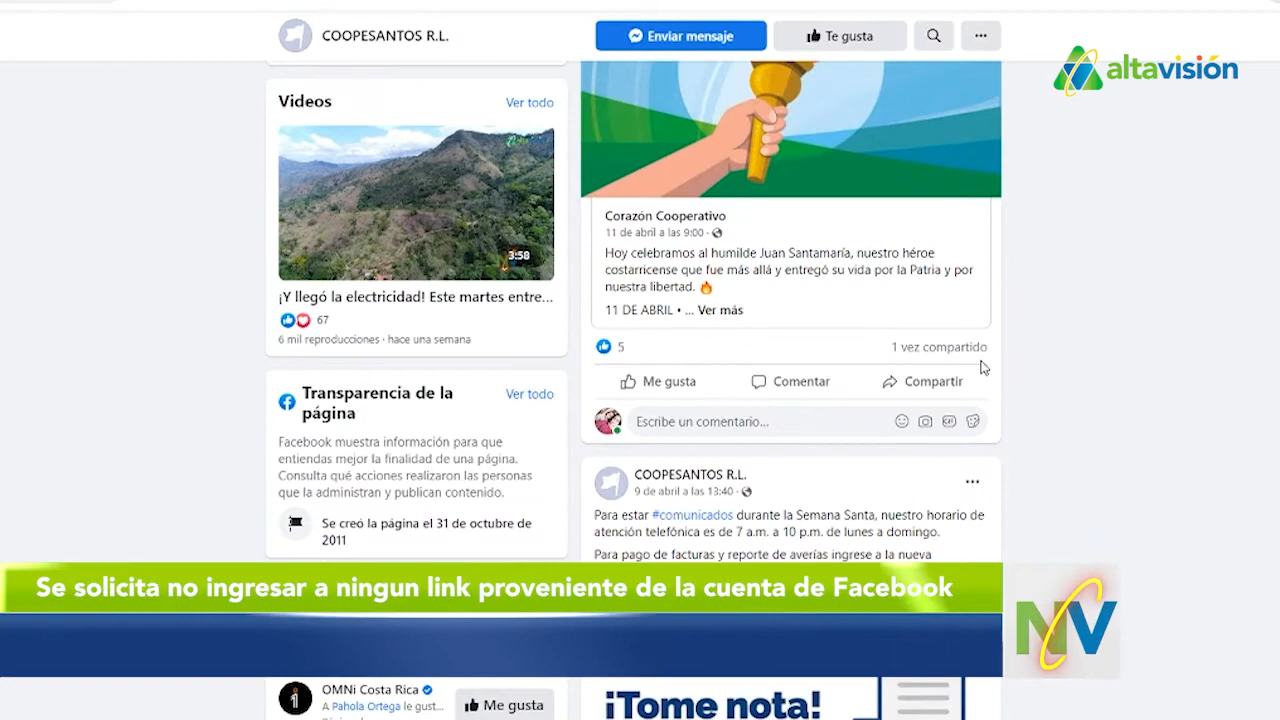 COOPESANTOS R.L.
Enviar mensaje
Te gusta
altavisión
Videos
Ver todo
3:58
¡Y llegó la electricidad! Este martes entre...
67
6 mil reproducciones · hace una semana
Transparencia de la
página
Ver todo
Facebook muestra información para que
entiendas mejor la finalidad de una página.
Consulta qué acciones realizaron las personas
que la administran y publican contenido.
Se creó la página el 31 de octubre de
2011
Corazón Cooperativo
11 de abril a las 9:00 ·
Hoy celebramos al humilde Juan Santamaría, nuestro héroe
costarricense que fue más allá y entregó su vida por la Patria y por
nuestra libertad. 🔥
11 DE ABRIL • ... Ver más
5
1 vez compartido
Me gusta
Comentar
Compartir
Escribe un comentario...
GIF
COOPESANTOS R.L.
9 de abril a las 13:40 ·
Para estar #comunicados durante la Semana Santa, nuestro horario de
atención telefónica es de 7 a.m. a 10 p.m. de lunes a domingo.
Para pago de facturas y reporte de averías ingrese a la nueva
Se solicita no ingresar a ningun link proveniente de la cuenta de Facebook
NV
OMNi Costa Rica
A Pahola Ortega le gust...
Me gusta
¡Tome nota!